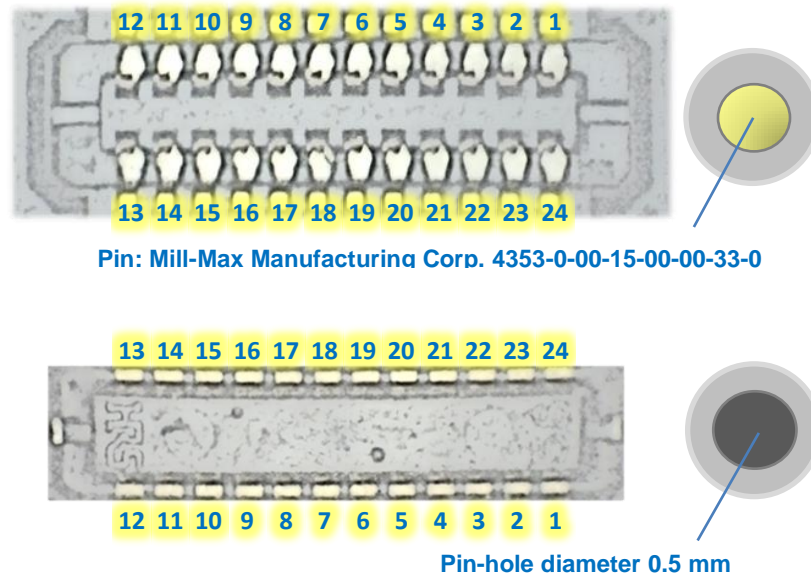 12 11 10 9 8 7 6 5 4 3 2 1
13 14 15 16 17 18 19 20 21 22 23 24
Pin: Mill-Max Manufacturing Corp. 4353-0-00-15-00-00-33-0
13 14 15 16 17 18 19 20 21 22 23 24
HRS
12 11 10 9 8 7 6 5 4 3 2 1
Pin-hole diameter 0.5 mm